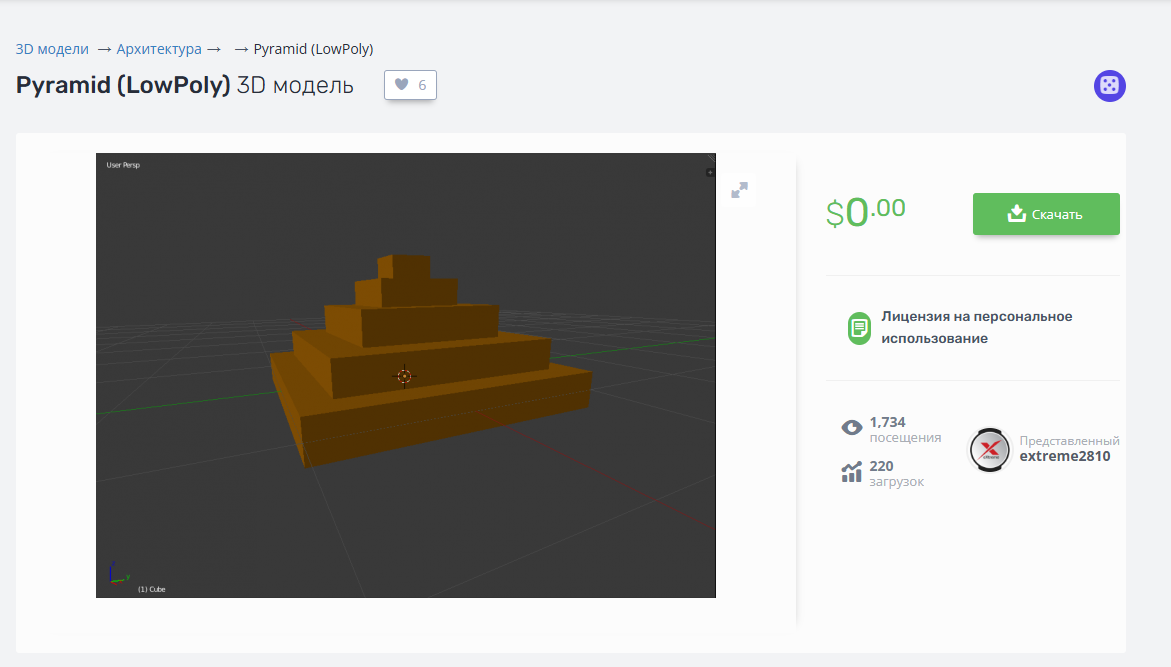 3D модели → Архитектура → → Pyramid (LowPoly)
Pyramid (LowPoly) 3D модель
6
User Persp
$0.00
Скачать
Лицензия на персональное
использование
1,734
посещения
220
загрузок
Представленный
extreme2810
z
y
(1) Cube